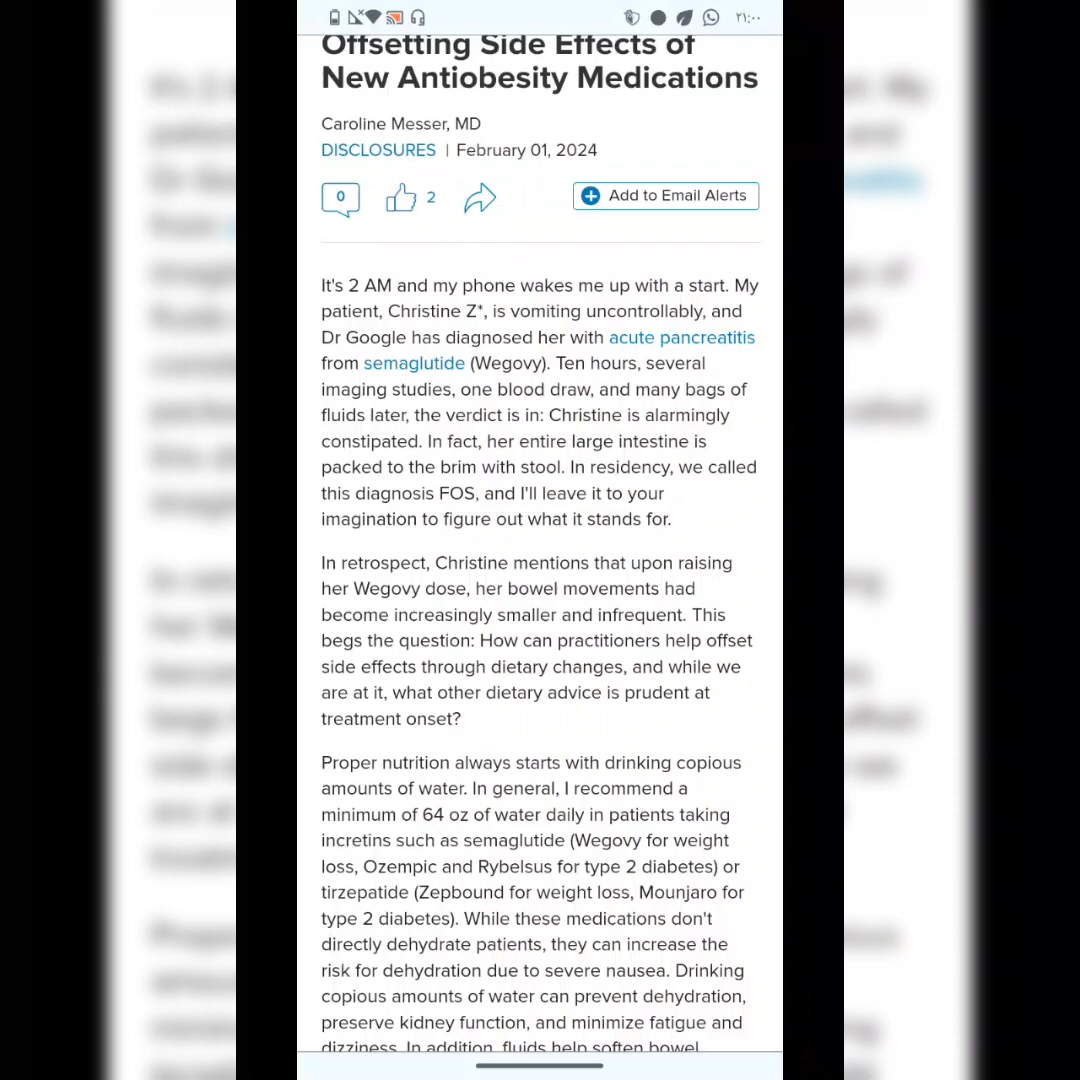 ۲۱:۰۰
Offsetting Side Effects of
New Antiobesity Medications
Caroline Messer, MD
DISCLOSURES | February 01, 2024
0
2
Add to Email Alerts
It's 2 AM and my phone wakes me up with a start. My
patient, Christine Z*, is vomiting uncontrollably, and
Dr Google has diagnosed her with acute pancreatitis
from semaglutide (Wegovy). Ten hours, several
imaging studies, one blood draw, and many bags of
fluids later, the verdict is in: Christine is alarmingly
constipated. In fact, her entire large intestine is
packed to the brim with stool. In residency, we called
this diagnosis FOS, and I'll leave it to your
imagination to figure out what it stands for.
In retrospect, Christine mentions that upon raising
her Wegovy dose, her bowel movements had
become increasingly smaller and infrequent. This
begs the question: How can practitioners help offset
side effects through dietary changes, and while we
are at it, what other dietary advice is prudent at
treatment onset?
Proper nutrition always starts with drinking copious
amounts of water. In general, I recommend a
minimum of 64 oz of water daily in patients taking
incretins such as semaglutide (Wegovy for weight
loss, Ozempic and Rybelsus for type 2 diabetes) or
tirzepatide (Zepbound for weight loss, Mounjaro for
type 2 diabetes). While these medications don't
directly dehydrate patients, they can increase the
risk for dehydration due to severe nausea. Drinking
copious amounts of water can prevent dehydration,
preserve kidney function, and minimize fatigue and
dizziness. In addition, fluids help soften bowel